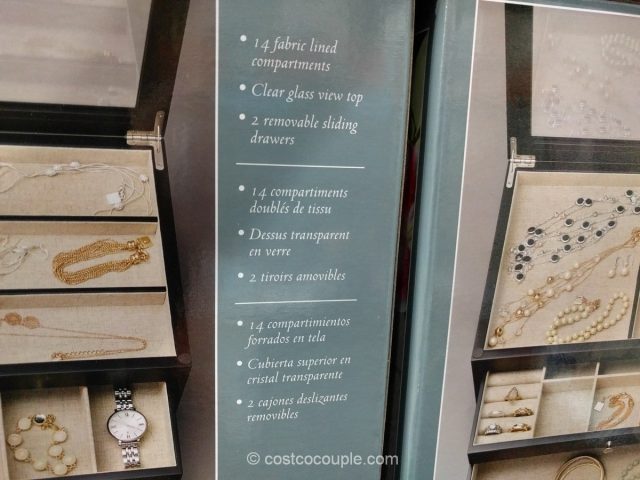 • 14 fabric lined
compartments
• Clear glass view top
• 2 removable sliding
drawers
• 14 compartiments
doublés de tissu
• Dessus transparent
en verre
• 2 tiroirs amovibles
• 14 compartimientos
forrados en tela
• Cubierta superior en
cristal transparente
• 2 cajones deslizantes
removibles
© costcocouple.com